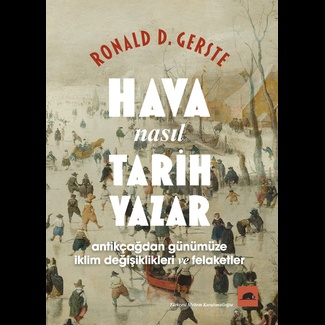 RONALD D. GERSTE
HAVA
nasıl
TARİH
YAZAR
antikçağdan günümüze
iklim değişiklikleri ve felaketler